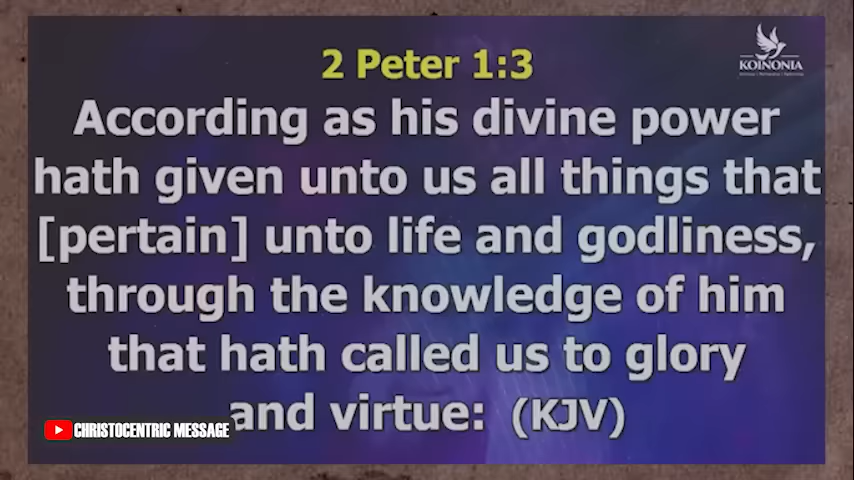 KOINONIA
2 Peter 1:3
According as his divine power
hath given unto us all things that
[pertain] unto life and godliness,
through the knowledge of him
that hath called us to glory
and virtue: (KJV)
CHRISTOCENTRIC MESSAGE